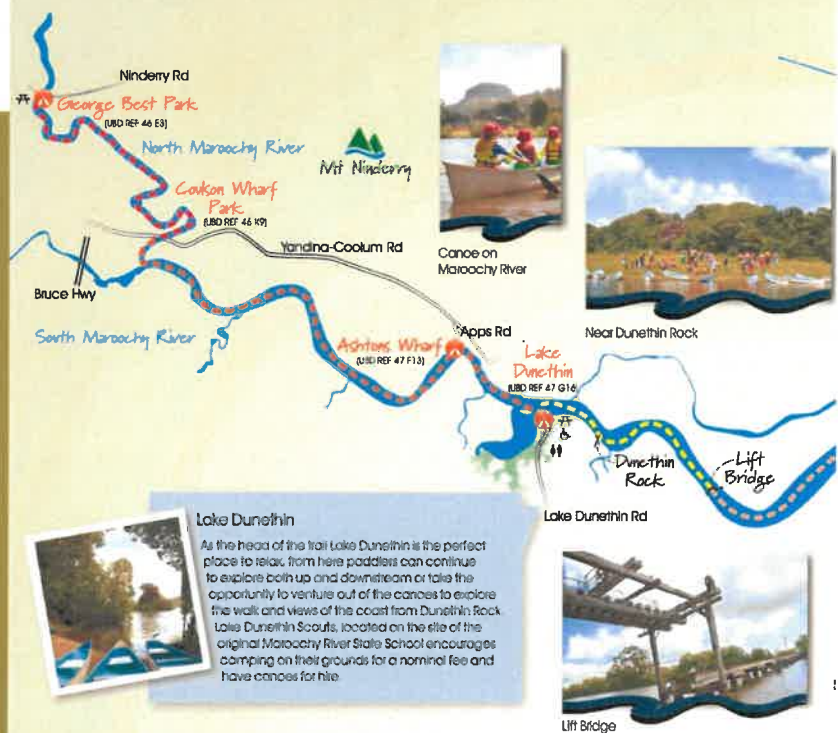 Ninderry Rd
George Best Park
(UBD REF 46 E3)
North Maroochy River
Mt Ninderry
Coulson Wharf
Park
(UBD REF 46 K9)
Yandina-Coolum Rd
Bruce Hwy
South Maroochy River
Canoe on
Maroochy River
Near Dunethin Rock
Apps Rd
Ashtons Wharf
(UBD REF 47 F13)
Lake
Dunethin
(UBD REF 47 G16)
Dunethin
Rock
Lift
Bridge
Lake Dunethin Rd
Lake Dunethin
As the head of the trail Lake Dunethin is the perfect
place to relax, from here paddlers can continue
to explore both up and downstream or take the
opportunity to venture out of the canoes to explore
the walk and views of the coast from Dunethin Rock.
Lake Dunethin Scouts, located on the site of the
original Maroochy River State School encourages
camping on their grounds for a nominal fee and
have canoes for hire.
Lift Bridge